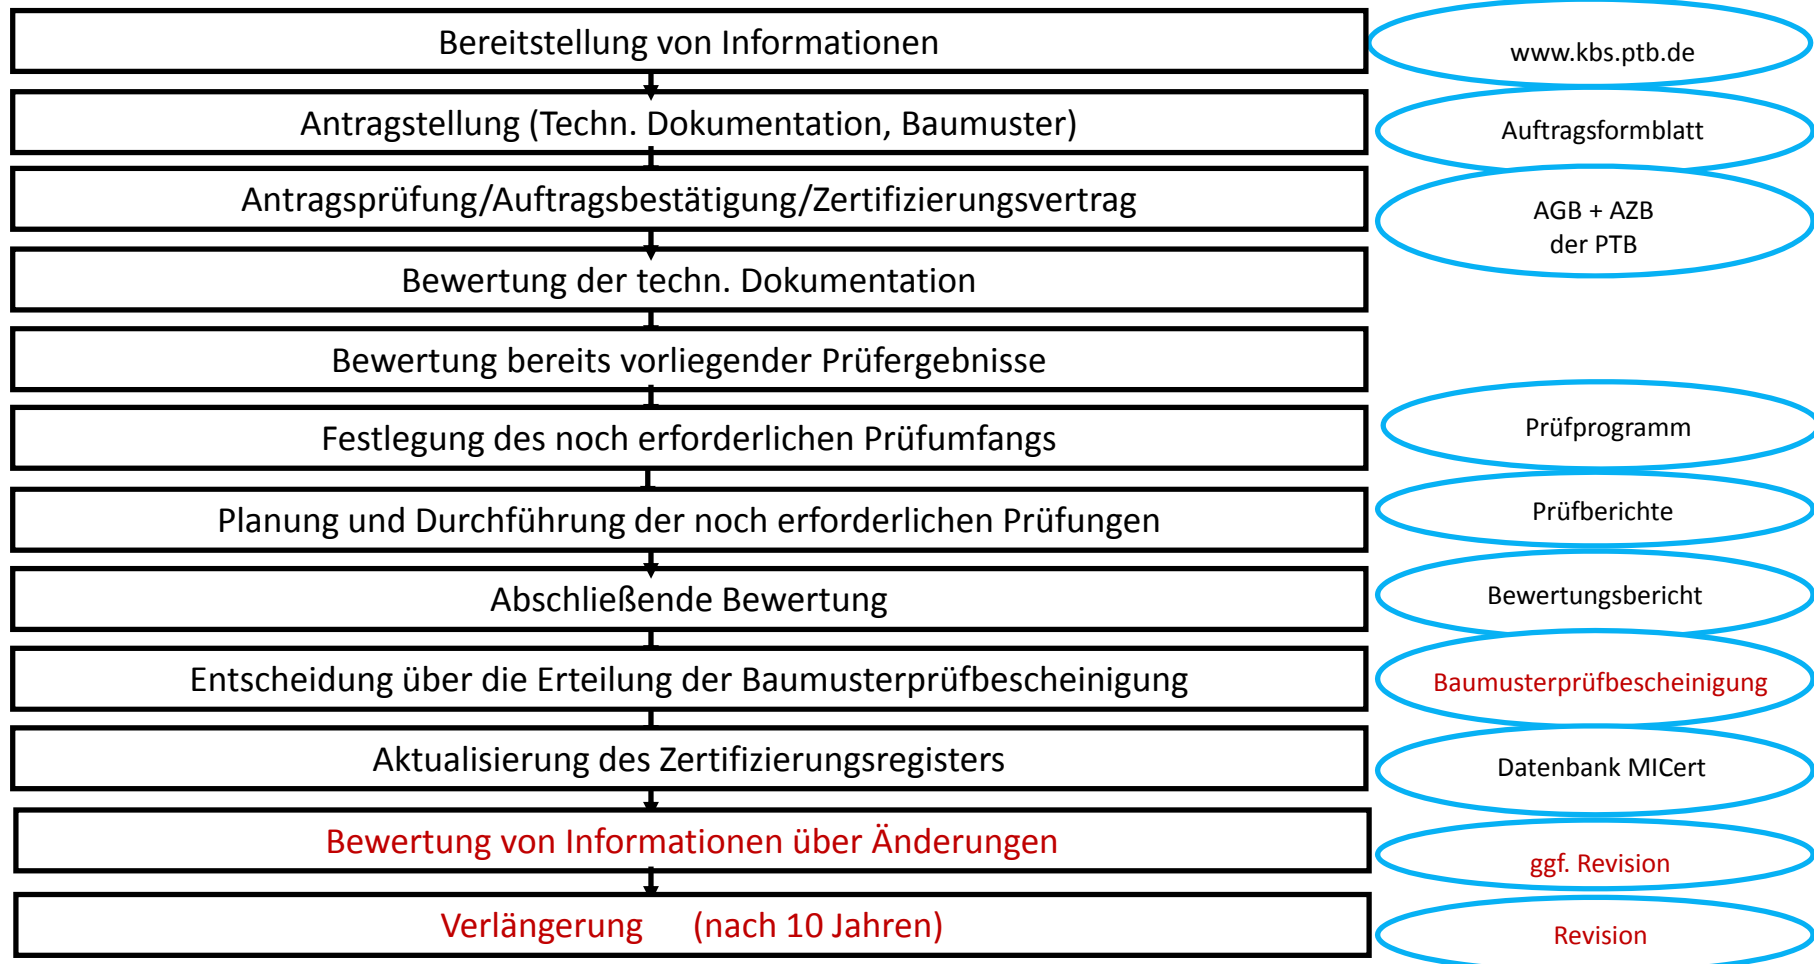 Bereitstellung von Informationen
www.kbs.ptb.de
Antragstellung (Techn. Dokumentation, Baumuster)
Auftragsformblatt
Antragsprüfung/Auftragsbestätigung/Zertifizierungsvertrag
AGB + AZB
der PTB
Bewertung der techn. Dokumentation
Bewertung bereits vorliegender Prüfergebnisse
Festlegung des noch erforderlichen Prüfumfangs
Prüfprogramm
Planung und Durchführung der noch erforderlichen Prüfungen
Prüfberichte
Abschließende Bewertung
Bewertungsbericht
Entscheidung über die Erteilung der Baumusterprüfbescheinigung
Baumusterprüfbescheinigung
Aktualisierung des Zertifizierungsregisters
Datenbank MICert
Bewertung von Informationen über Änderungen
ggf. Revision
Verlängerung (nach 10 Jahren)
Revision